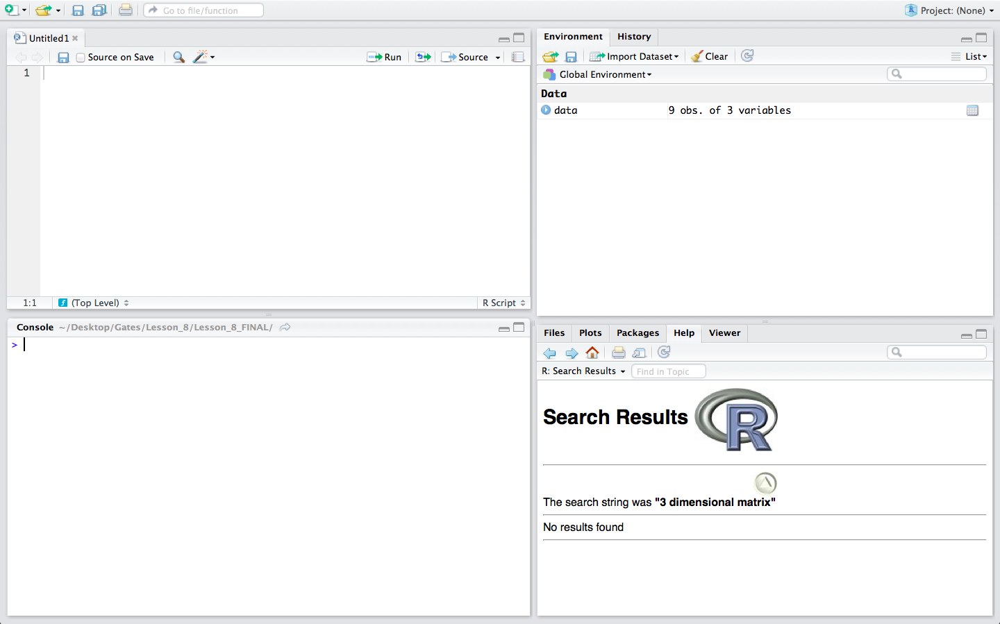 Go to file/function
Project: (None)
Untitled1
Source on Save
Run
Source
1
1:1
(Top Level)
R Script
Console ~/Desktop/Gates/Lesson_8/Lesson_8_FINAL/
>
Environment History
Import Dataset
Clear
List
Global Environment
Data
data 9 obs. of 3 variables
Files Plots Packages Help Viewer
R: Search Results
Find in Topic
Search Results R
The search string was "3 dimensional matrix"
No results found